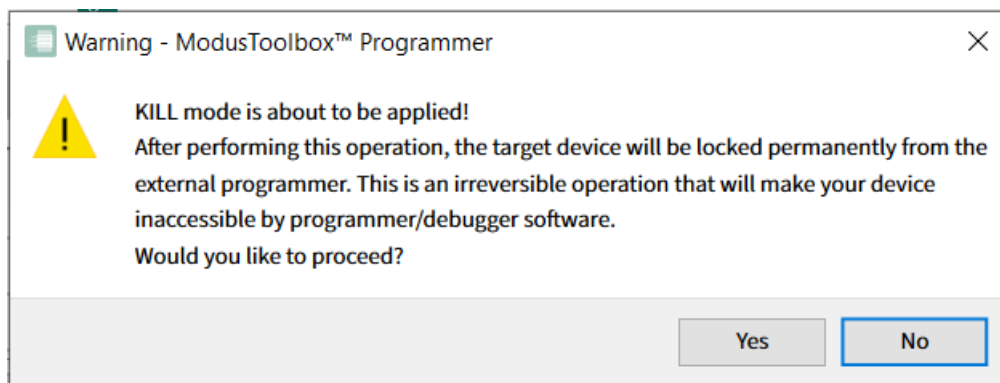 Warning - ModusToolbox™ Programmer
KILL mode is about to be applied!
After performing this operation, the target device will be locked permanently from the
external programmer. This is an irreversible operation that will make your device
inaccessible by programmer/debugger software.
Would you like to proceed?
Yes No